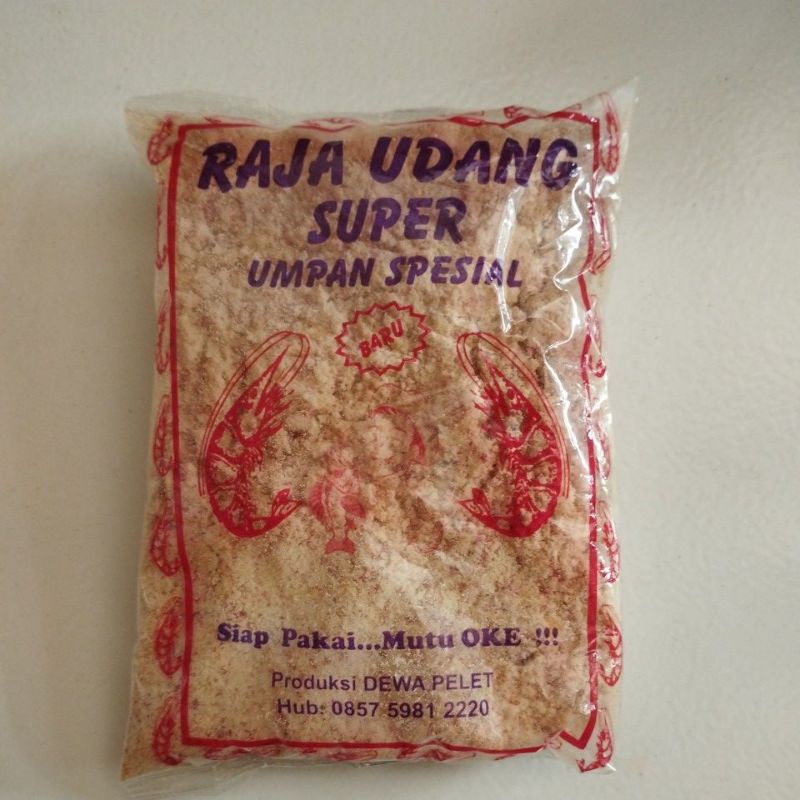 RAJA UDANG
SUPER
UMPAN SPESIAL
BARU
Siap Pakai...Mutu OKE !!!
Produksi DEWA PELET
Hub: 0857 5981 2220